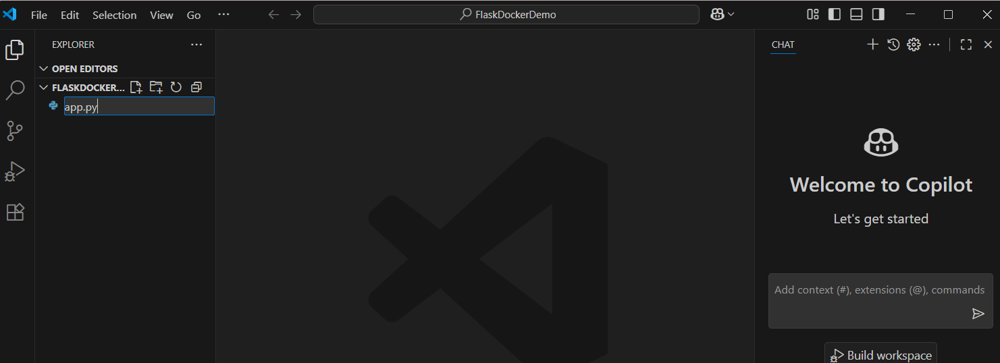 File Edit Selection View Go ···
FlaskDockerDemo
EXPLORER ···
OPEN EDITORS
FLASKDOCKER...
app.py
CHAT ···
Welcome to Copilot
Let's get started
Add context (#), extensions (@), commands
Build workspace